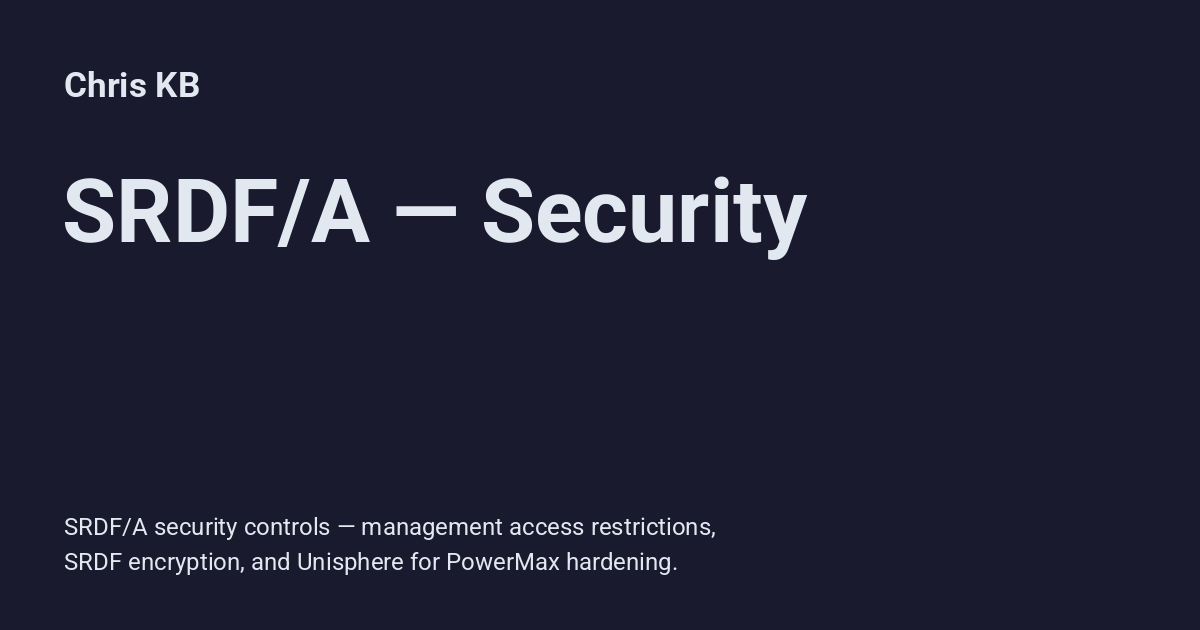 Chris KB
SRDF/A — Security
SRDF/A security controls — management access restrictions,
SRDF encryption, and Unisphere for PowerMax hardening.